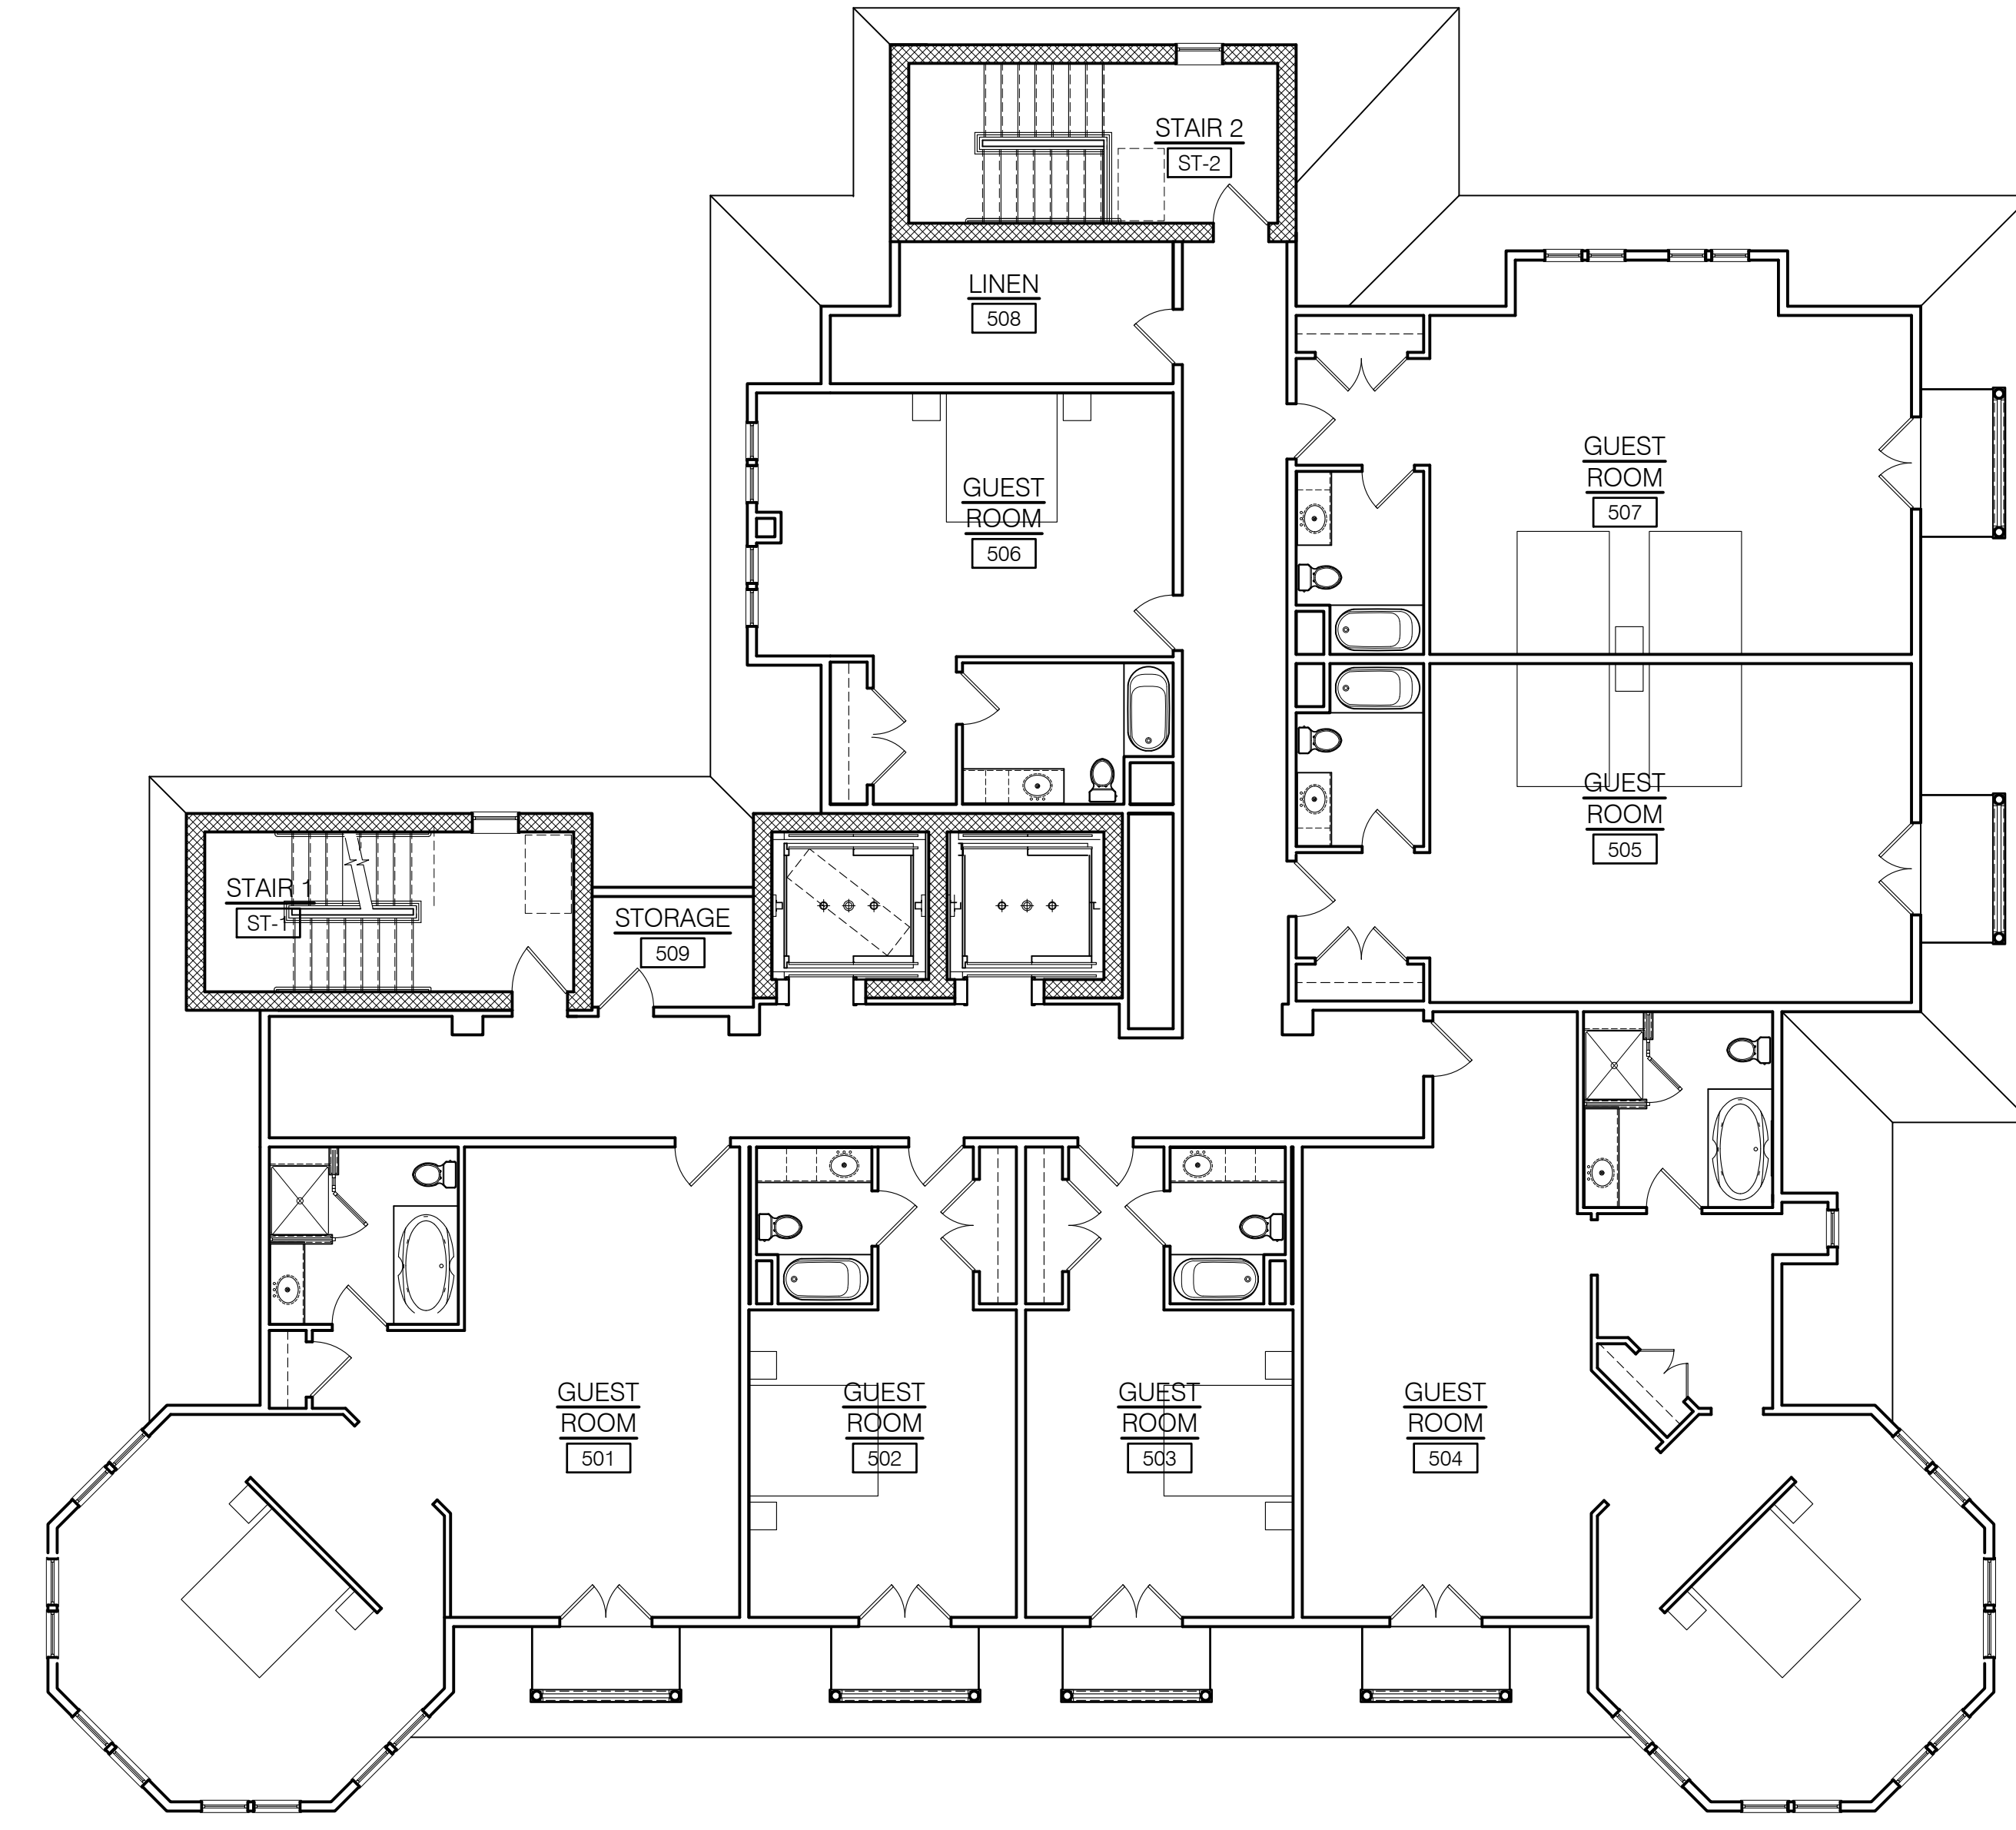 STAIR 2
ST-2
LINEN
508
GUEST
ROOM
507
GUEST
ROOM
506
GUEST
ROOM
505
STAIR 1
ST-1
STORAGE
509
GUEST
ROOM
501
GUEST
ROOM
502
GUEST
ROOM
503
GUEST
ROOM
504